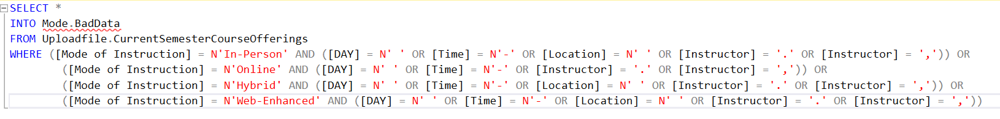 SELECT *
INTO Mode.BadData
FROM Uploadfile.CurrentSemesterCourseOfferings
WHERE ([Mode of Instruction] = N'In-Person' AND ([DAY] = N' ' OR [Time] = N'-' OR [Location] = N' ' OR [Instructor] = '.' OR [Instructor] = ',')) OR
([Mode of Instruction] = N'Online' AND ([DAY] = N' ' OR [Time] = N'-' OR [Instructor] = '.' OR [Instructor] = ',')) OR
([Mode of Instruction] = N'Hybrid' AND ([DAY] = N' ' OR [Time] = N'-' OR [Location] = N' ' OR [Instructor] = '.' OR [Instructor] = ',')) OR
([Mode of Instruction] = N'Web-Enhanced' AND ([DAY] = N' ' OR [Time] = N'-' OR [Location] = N' ' OR [Instructor] = '.' OR [Instructor] = ','))